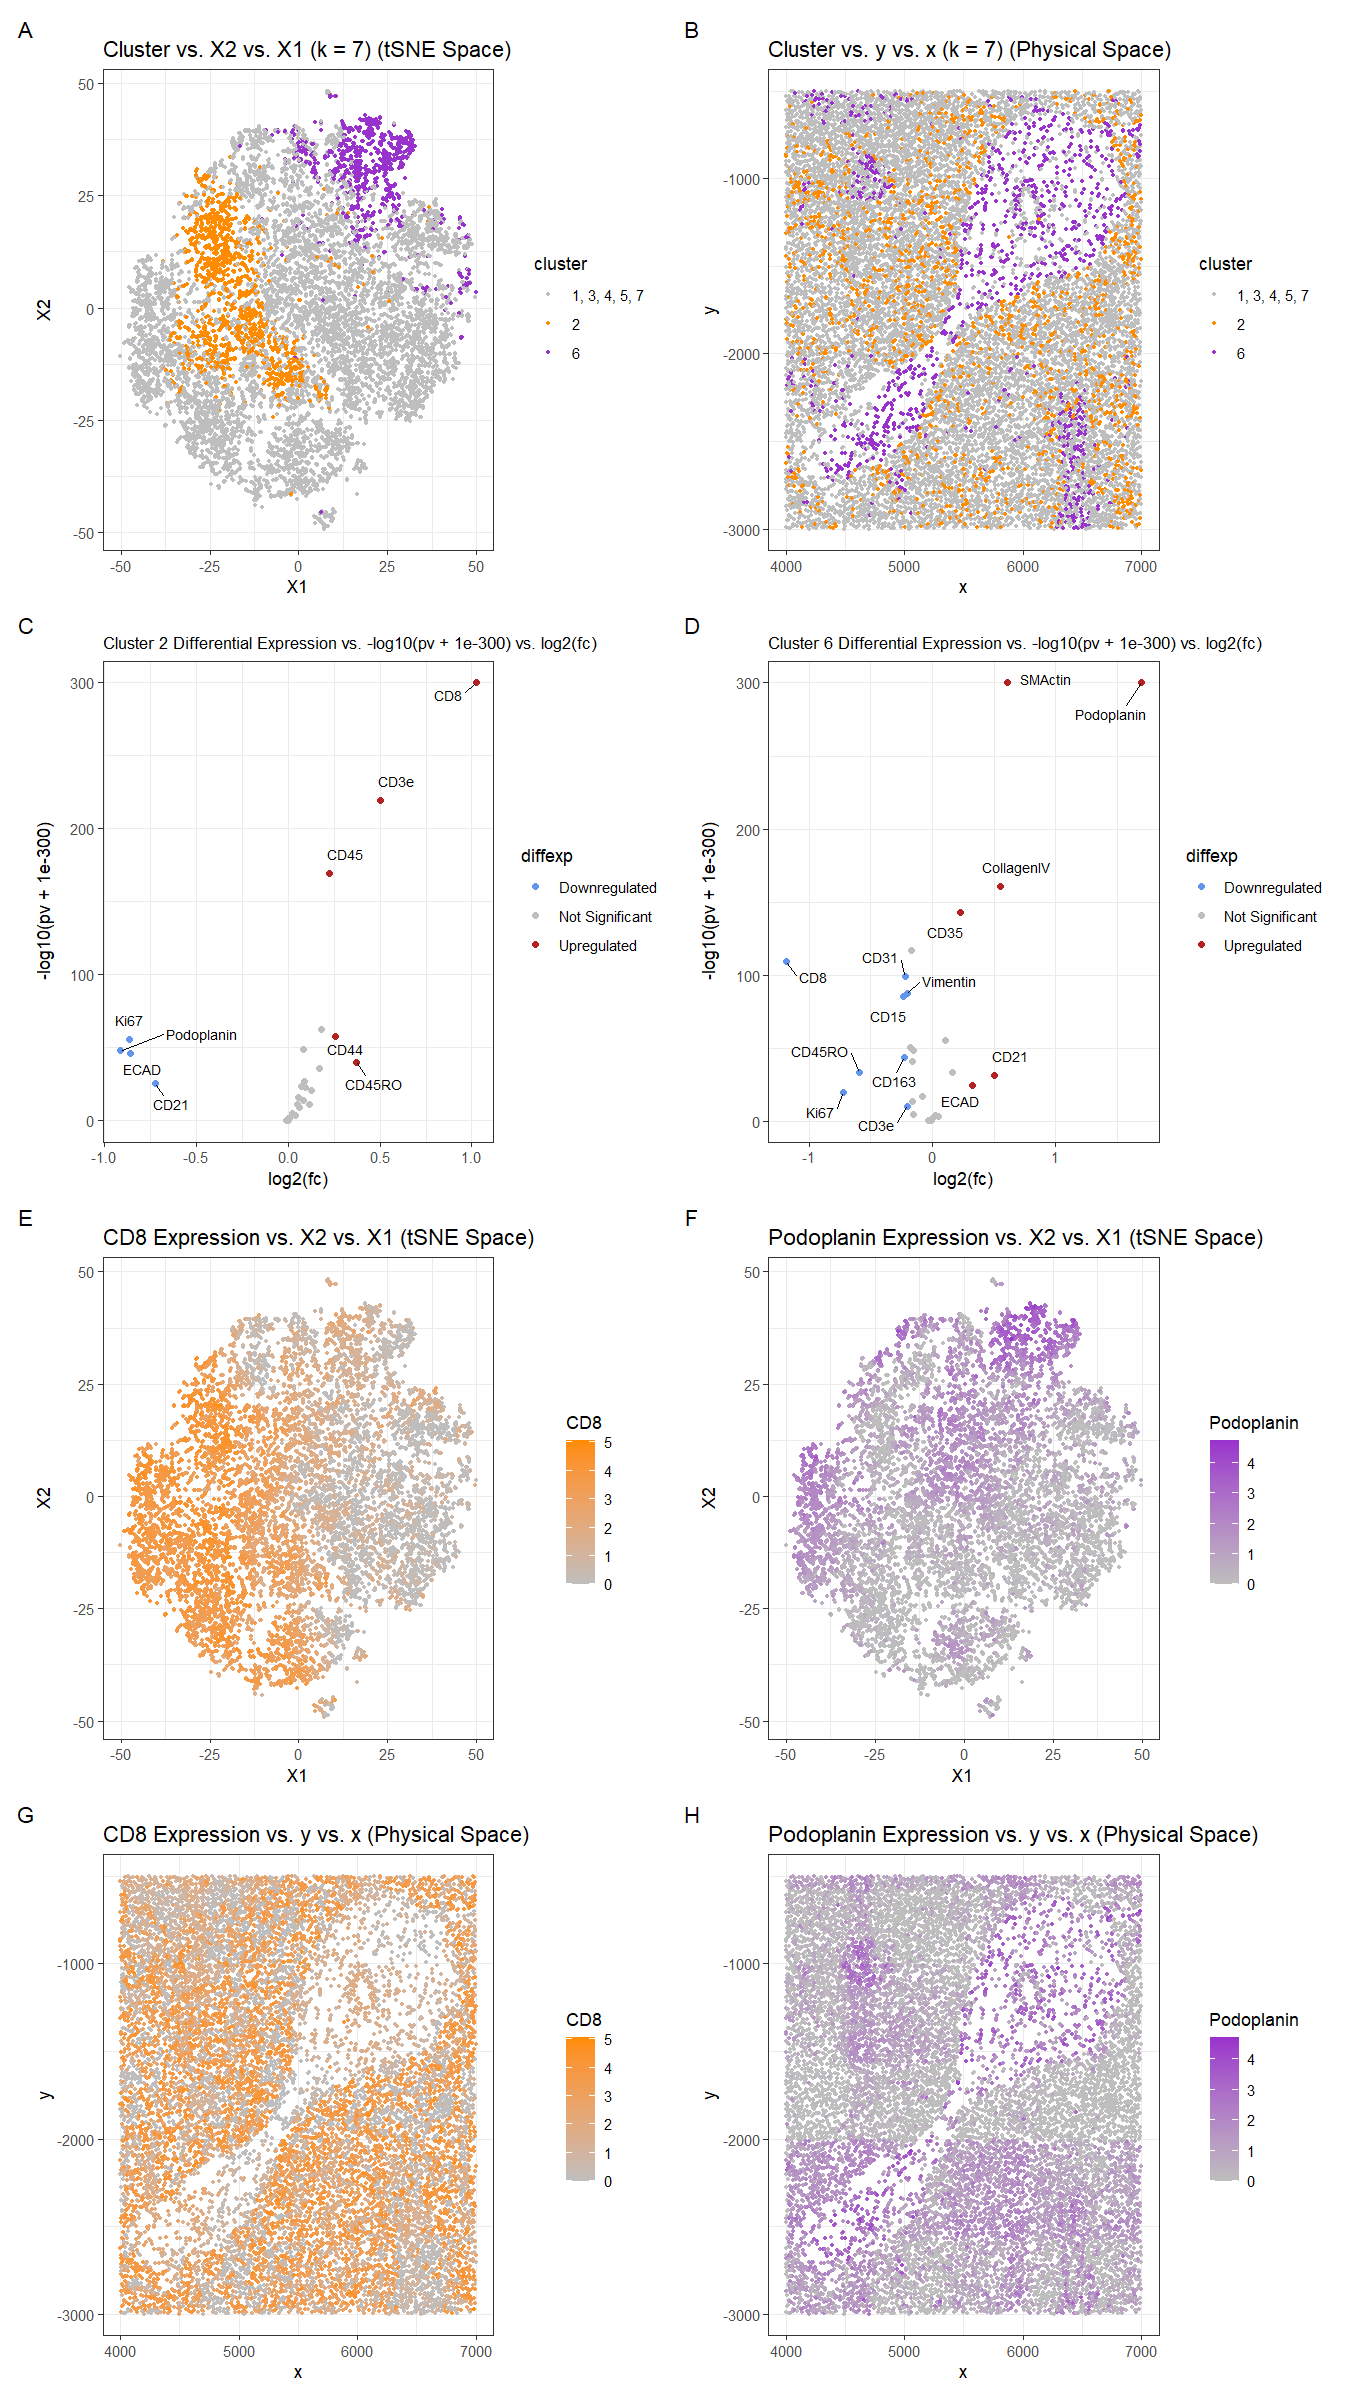 A
Cluster vs. X2 vs. X1 (k = 7) (tSNE Space)
50
25
0
-25
-50
X2
-50
-25
0
25
50
X1
cluster
1, 3, 4, 5, 7
2
6
B
Cluster vs. y vs. x (k = 7) (Physical Space)
-1000
-2000
-3000
y
4000
5000
6000
7000
x
cluster
1, 3, 4, 5, 7
2
6
C
Cluster 2 Differential Expression vs. -log10(pv + 1e-300) vs. log2(fc)
300
200
100
0
-log10(pv + 1e-300)
CD8
CD3e
CD45
Ki67
Podoplanin
ECAD
CD21
CD44
CD45RO
-1.0
-0.5
0.0
0.5
1.0
log2(fc)
diffexp
Downregulated
Not Significant
Upregulated
D
Cluster 6 Differential Expression vs. -log10(pv + 1e-300) vs. log2(fc)
300
200
100
0
-log10(pv + 1e-300)
SMActin
Podoplanin
CollagenIV
CD35
CD31
CD8
Vimentin
CD15
CD45RO
CD163
CD21
ECAD
Ki67
CD3e
-1
0
1
log2(fc)
diffexp
Downregulated
Not Significant
Upregulated
E
CD8 Expression vs. X2 vs. X1 (tSNE Space)
50
25
0
-25
-50
X2
-50
-25
0
25
50
X1
CD8
5
4
3
2
1
0
F
Podoplanin Expression vs. X2 vs. X1 (tSNE Space)
50
25
0
-25
-50
X2
-50
-25
0
25
50
X1
Podoplanin
4
3
2
1
0
G
CD8 Expression vs. y vs. x (Physical Space)
-1000
-2000
-3000
y
4000
5000
6000
7000
x
CD8
5
4
3
2
1
0
H
Podoplanin Expression vs. y vs. x (Physical Space)
-1000
-2000
-3000
y
4000
5000
6000
7000
x
Podoplanin
4
3
2
1
0